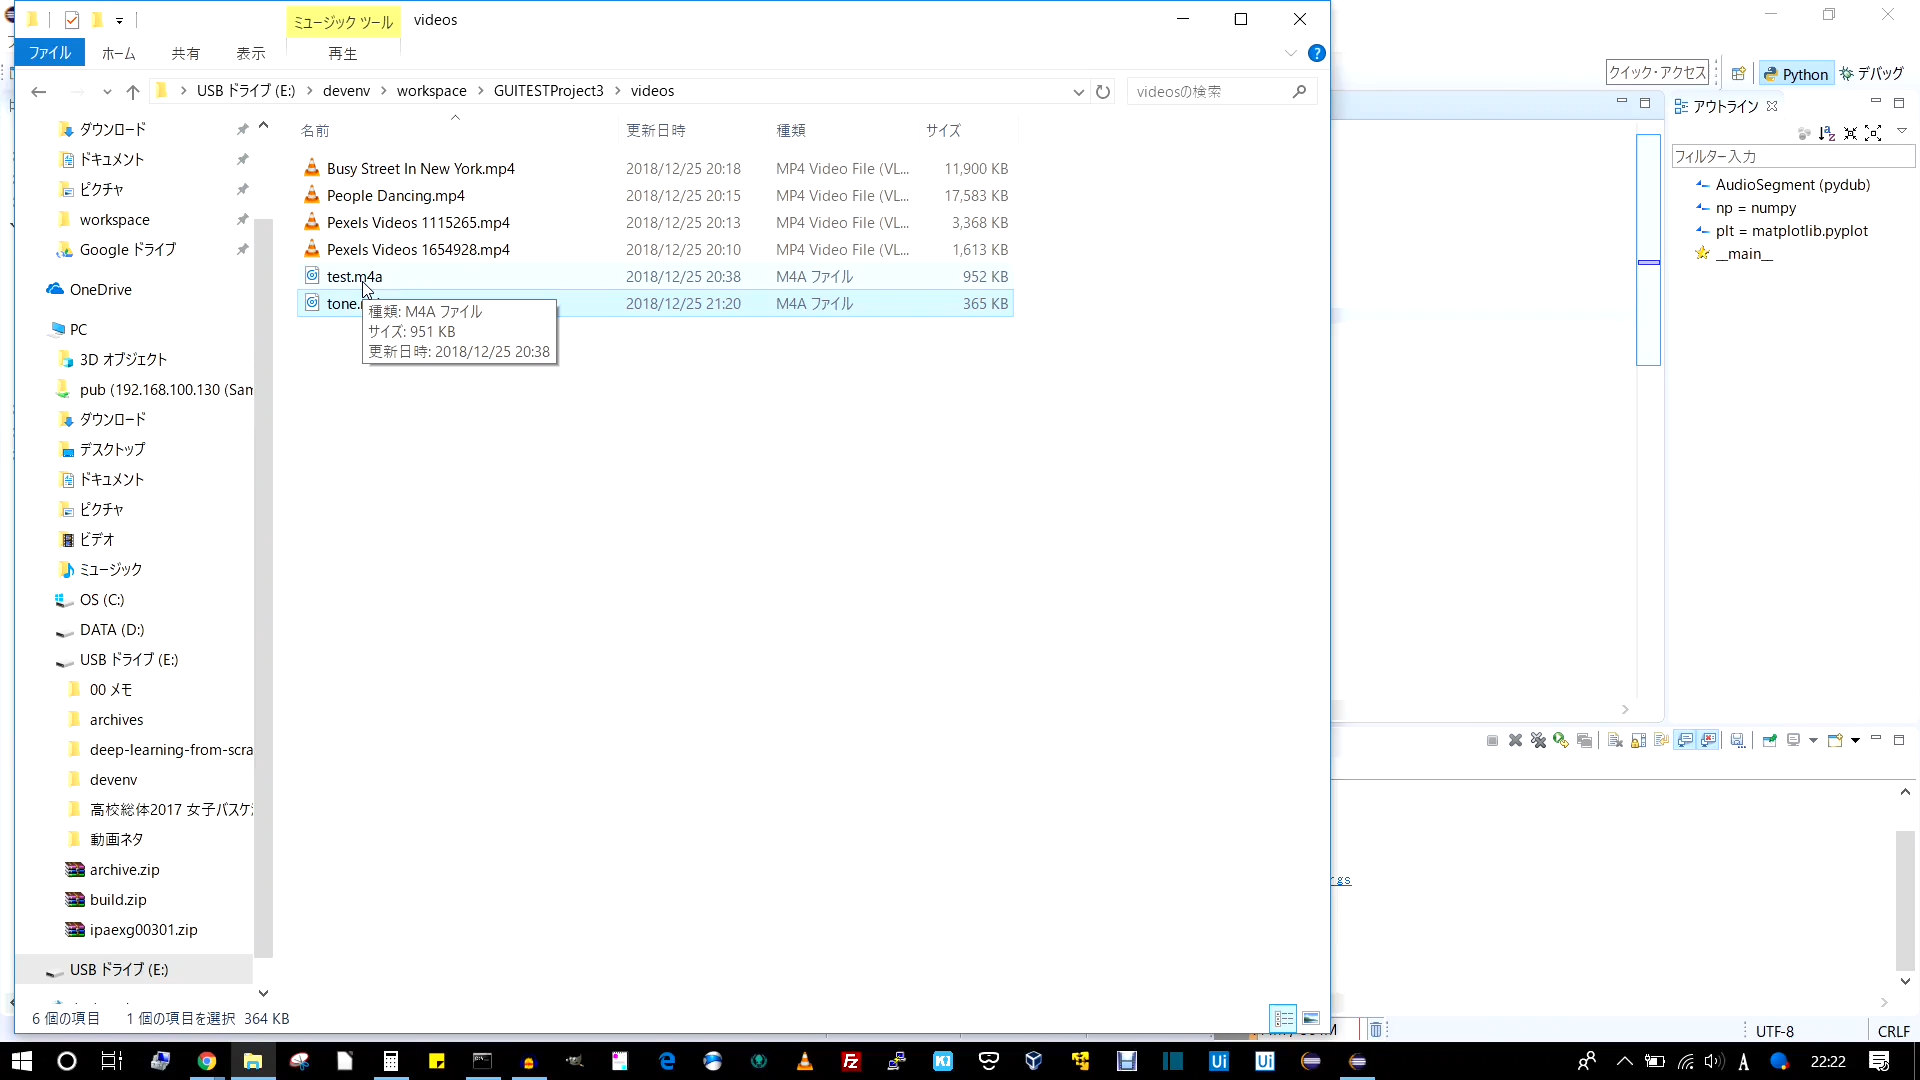 ミュージック ツール
videos
ファイル
ホーム
共有
表示
再生
USB ドライブ (E:)
devenv
workspace
GUITESTProject3
videos
videosの検索
ダウンロード
ドキュメント
ピクチャ
workspace
Google ドライブ
OneDrive
PC
3D オブジェクト
pub (192.168.100.130 (Sam
ダウンロード
デスクトップ
ドキュメント
ピクチャ
ビデオ
ミュージック
OS (C:)
DATA (D:)
USB ドライブ (E:)
00 メモ
archives
deep-learning-from-scra
devenv
高校総体2017 女子バスケ
動画ネタ
archive.zip
build.zip
ipaexg00301.zip
USB ドライブ (E:)
名前 更新日時 種類 サイズ
Busy Street In New York.mp4 2018/12/25 20:18 MP4 Video File (VL... 11,900 KB
People Dancing.mp4 2018/12/25 20:15 MP4 Video File (VL... 17,583 KB
Pexels Videos 1115265.mp4 2018/12/25 20:13 MP4 Video File (VL... 3,368 KB
Pexels Videos 1654928.mp4 2018/12/25 20:10 MP4 Video File (VL... 1,613 KB
test.m4a 2018/12/25 20:38 M4A ファイル 952 KB
tone. 2018/12/25 21:20 M4A ファイル 365 KB
種類: M4A ファイル
サイズ: 951 KB
更新日時: 2018/12/25 20:38
6 個の項目 1 個の項目を選択 364 KB
クイック・アクセス
Python
デバッグ
アウトライン
フィルター入力
AudioSegment (pydub)
np = numpy
plt = matplotlib.pyplot
__main__
rgs
UTF-8
CRLF
A
22:22